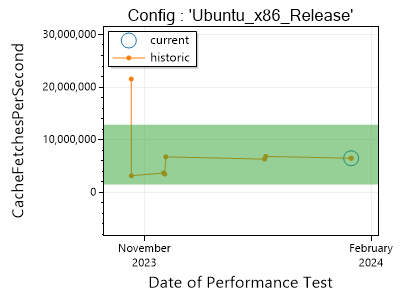 Config : 'Ubuntu_x86_Release'
current
historic
30,000,000
20,000,000
10,000,000
0
CacheFetchesPerSecond
November
2023
February
2024
Date of Performance Test